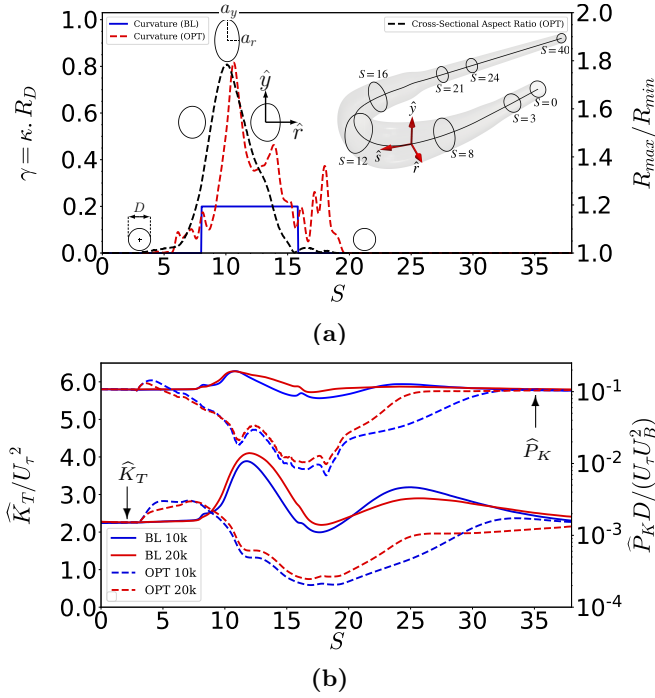 Curvature (BL)
Curvature (OPT)
Cross-Sectional Aspect Ratio (OPT)
a_y
a_r
ŷ
r̂
D
S=40
S=24
S=21
S=16
S=0
S=3
S=8
S=12
ŷ
ŝ
r̂
1.0
0.8
0.6
0.4
0.2
0.0
γ = κ. R_D
2.0
1.8
1.6
1.4
1.2
1.0
R_max/R_min
0 5 10 15 20 25 30 35
S
(a)
6.0
5.0
4.0
3.0
2.0
1.0
0.0
K̂_T/U_τ²
K̂_T
P̂_K
BL 10k
BL 20k
OPT 10k
OPT 20k
10⁻¹
10⁻²
10⁻³
10⁻⁴
P̂_K D/(U_τ U_B²)
0 5 10 15 20 25 30 35
S
(b)